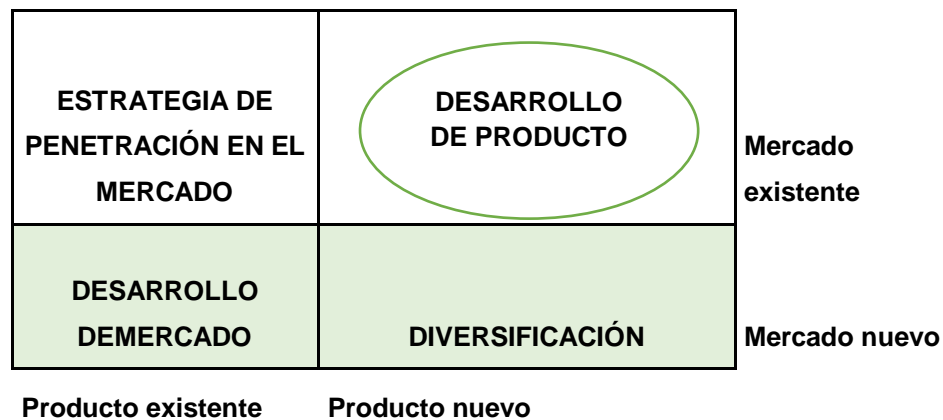 ESTRATEGIA DE
PENETRACIÓN EN EL
MERCADO
DESARROLLO
DE PRODUCTO
Mercado
existente
DESARROLLO
DEMERCADO
DIVERSIFICACIÓN
Mercado nuevo
Producto existente
Producto nuevo